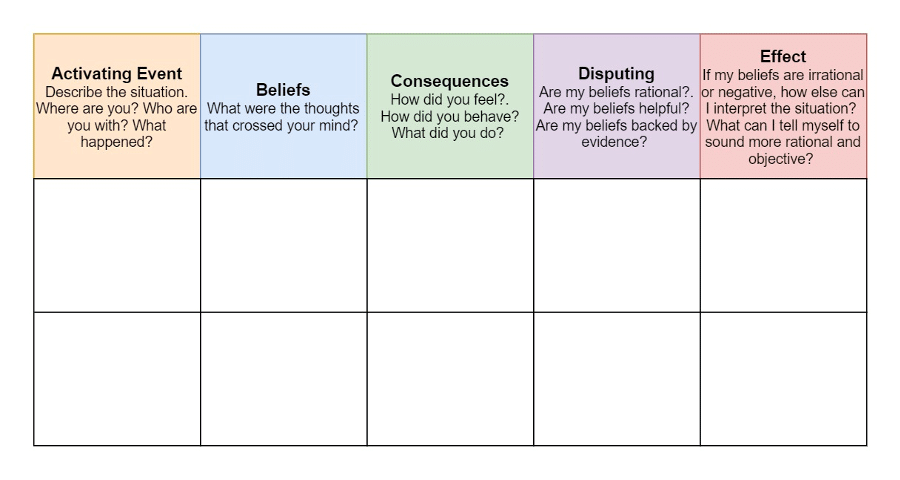 Activating Event
Describe the situation.
Where are you? Who are
you with? What
happened?
Beliefs
What were the thoughts
that crossed your mind?
Consequences
How did you feel?.
How did you behave?
What did you do?
Disputing
Are my beliefs rational?.
Are my beliefs helpful?
Are my beliefs backed by
evidence?
Effect
If my beliefs are irrational
or negative, how else can
I interpret the situation?
What can I tell myself to
sound more rational and
objective?